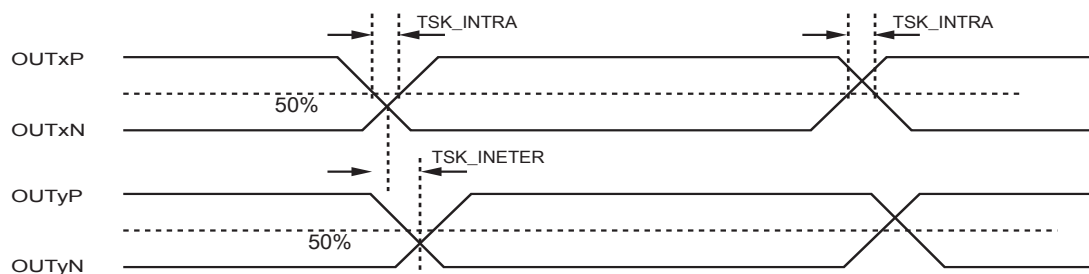 TSK_INTRA TSK_INTRA
OUTxP
50%
OUTxN
TSK_INETER
OUTyP
50%
OUTyN